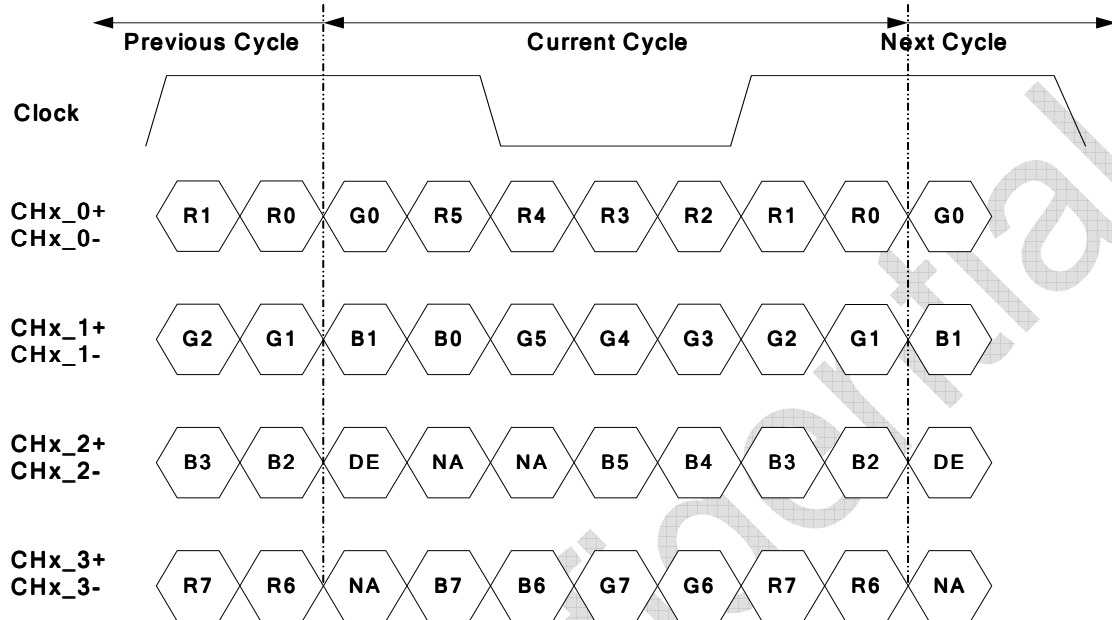 Previous Cycle Current Cycle Next Cycle
Clock
CHx_0+
CHx_0-
R1 R0 G0 R5 R4 R3 R2 R1 R0 G0
CHx_1+
CHx_1-
G2 G1 B1 B0 G5 G4 G3 G2 G1 B1
CHx_2+
CHx_2-
B3 B2 DE NA NA B5 B4 B3 B2 DE
CHx_3+
CHx_3-
R7 R6 NA B7 B6 G7 G6 R7 R6 NA